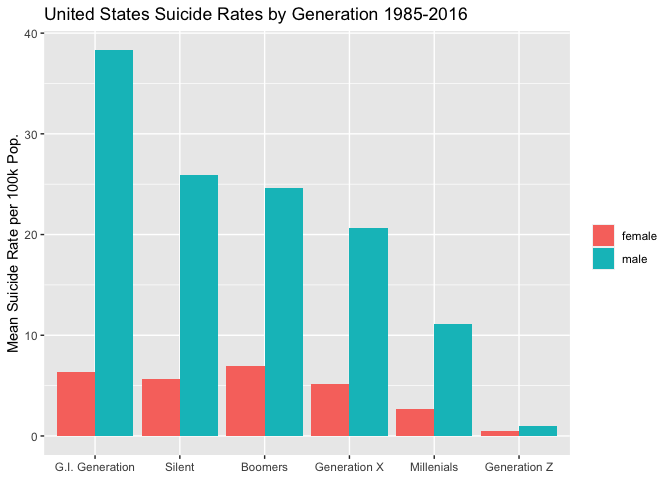 United States Suicide Rates by Generation 1985-2016
Mean Suicide Rate per 100k Pop.
40
30
20
10
0
G.I. Generation
Silent
Boomers
Generation X
Millenials
Generation Z
female
male